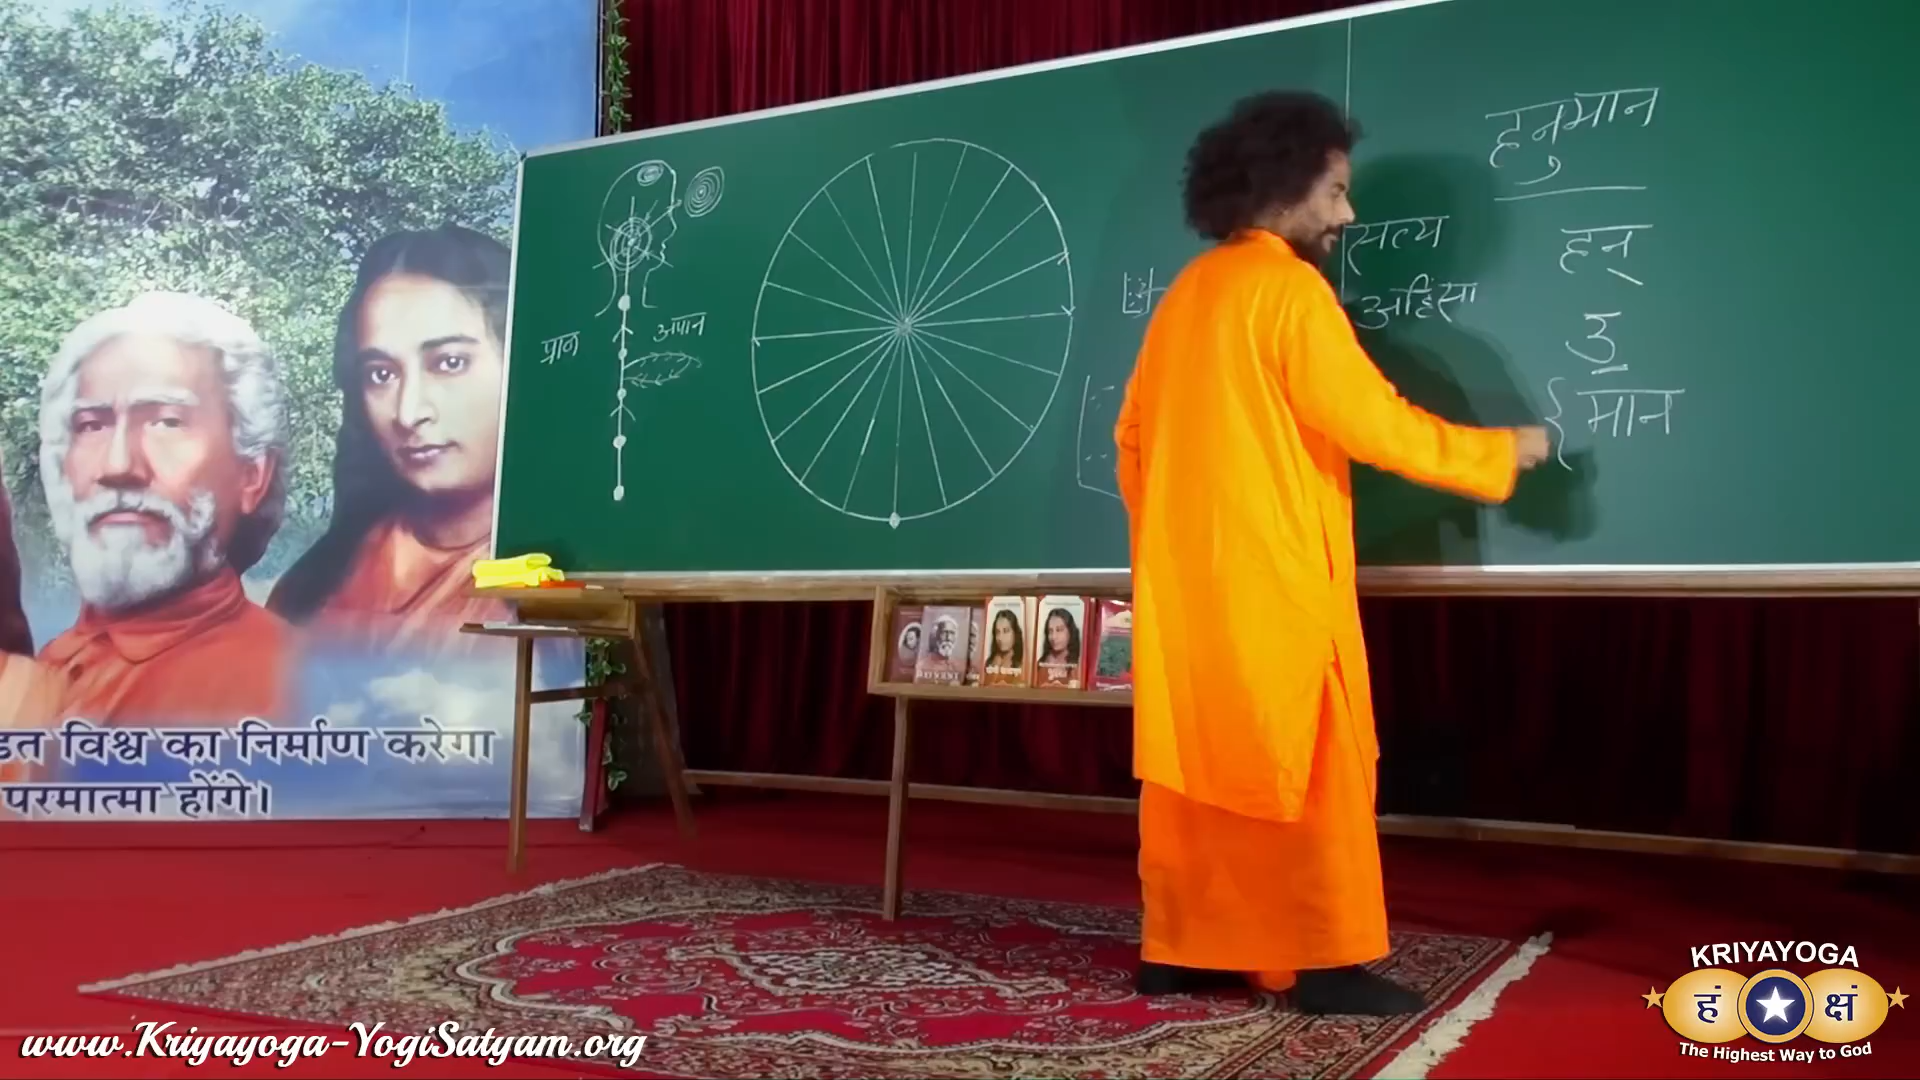 हनुमान
सत्य
हन्
अहिंसा
उ
मान
प्राण
अपान
विश्व का निर्माण करेगा
परमात्मा होंगे।
www.Kriyayoga-YogiSatyam.org
KRIYAYOGA
हं क्षं
The Highest Way to God